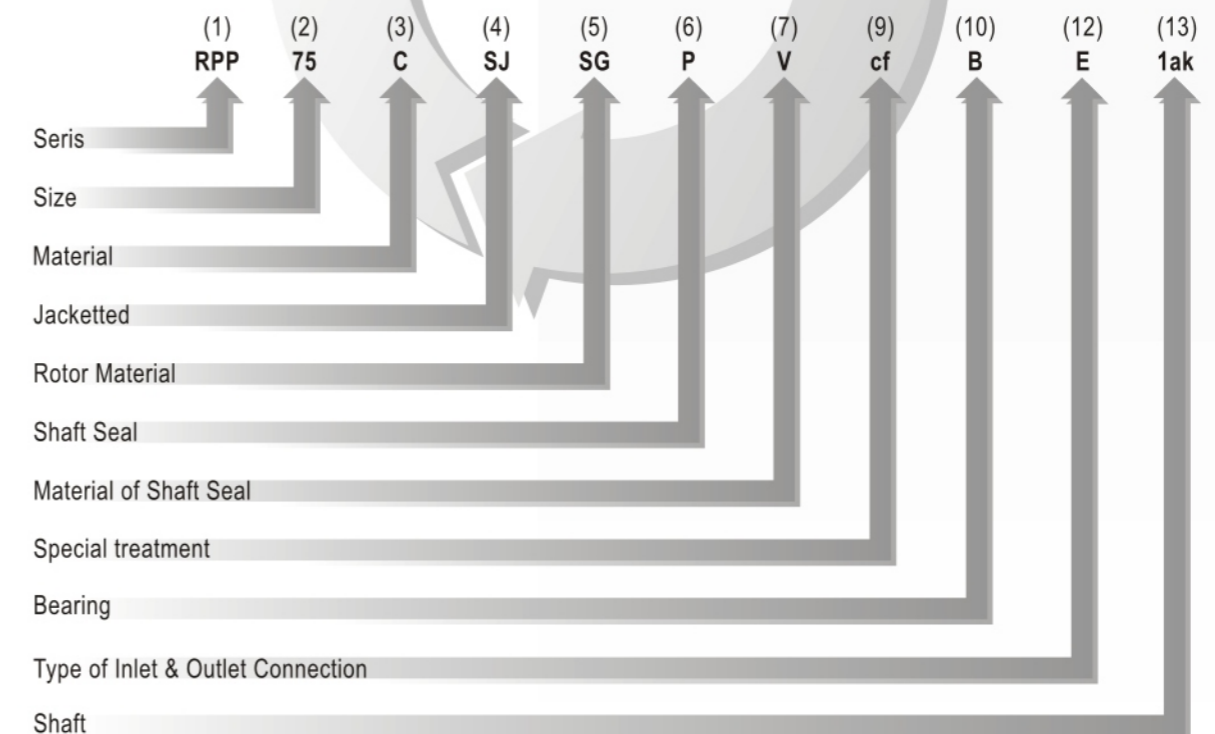 (1) (2) (3) (4) (5) (6) (7) (9) (10) (12) (13)
RPP 75 C SJ SG P V cf B E 1ak
Seris
Size
Material
Jacketted
Rotor Material
Shaft Seal
Material of Shaft Seal
Special treatment
Bearing
Type of Inlet & Outlet Connection
Shaft